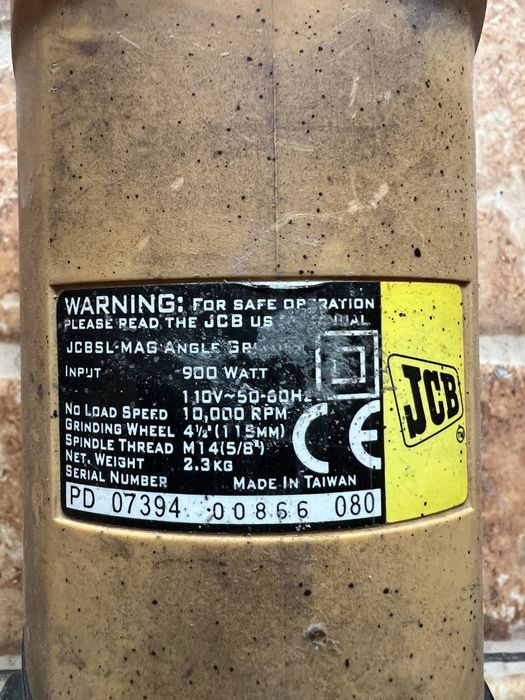 WARNING: FOR SAFE OPERATION
PLEASE READ THE JCB
JCBSL-MAG ANGLE
INPUT 900 WATT
110V~50-60HZ
NO LOAD SPEED 10,000 RPM
GRINDING WHEEL 4½" (115MM)
SPINDLE THREAD M14(5/8")
NET. WEIGHT 2.3KG
SERIAL NUMBER MADE IN TAIWAN
PD 07394 00866 080
CE
JCB